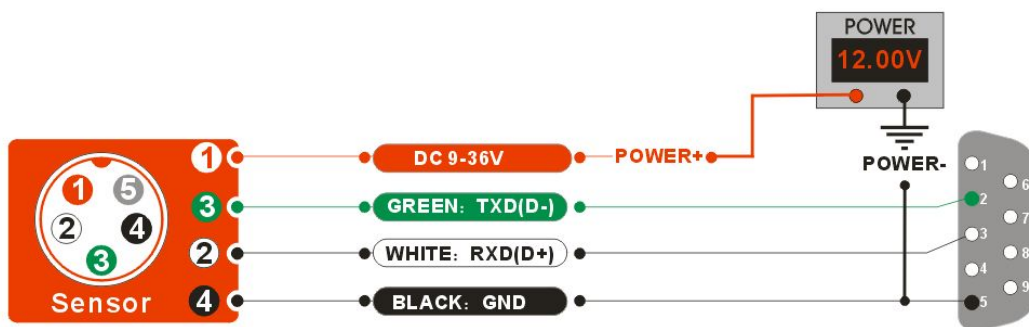 POWER
12.00V
1 DC 9-36V POWER+
POWER-
1 5
3 GREEN: TXD(D-)
2 4
3
2 WHITE: RXD(D+)
Sensor
4 BLACK: GND
1
6
2
7
3
8
4
9
5